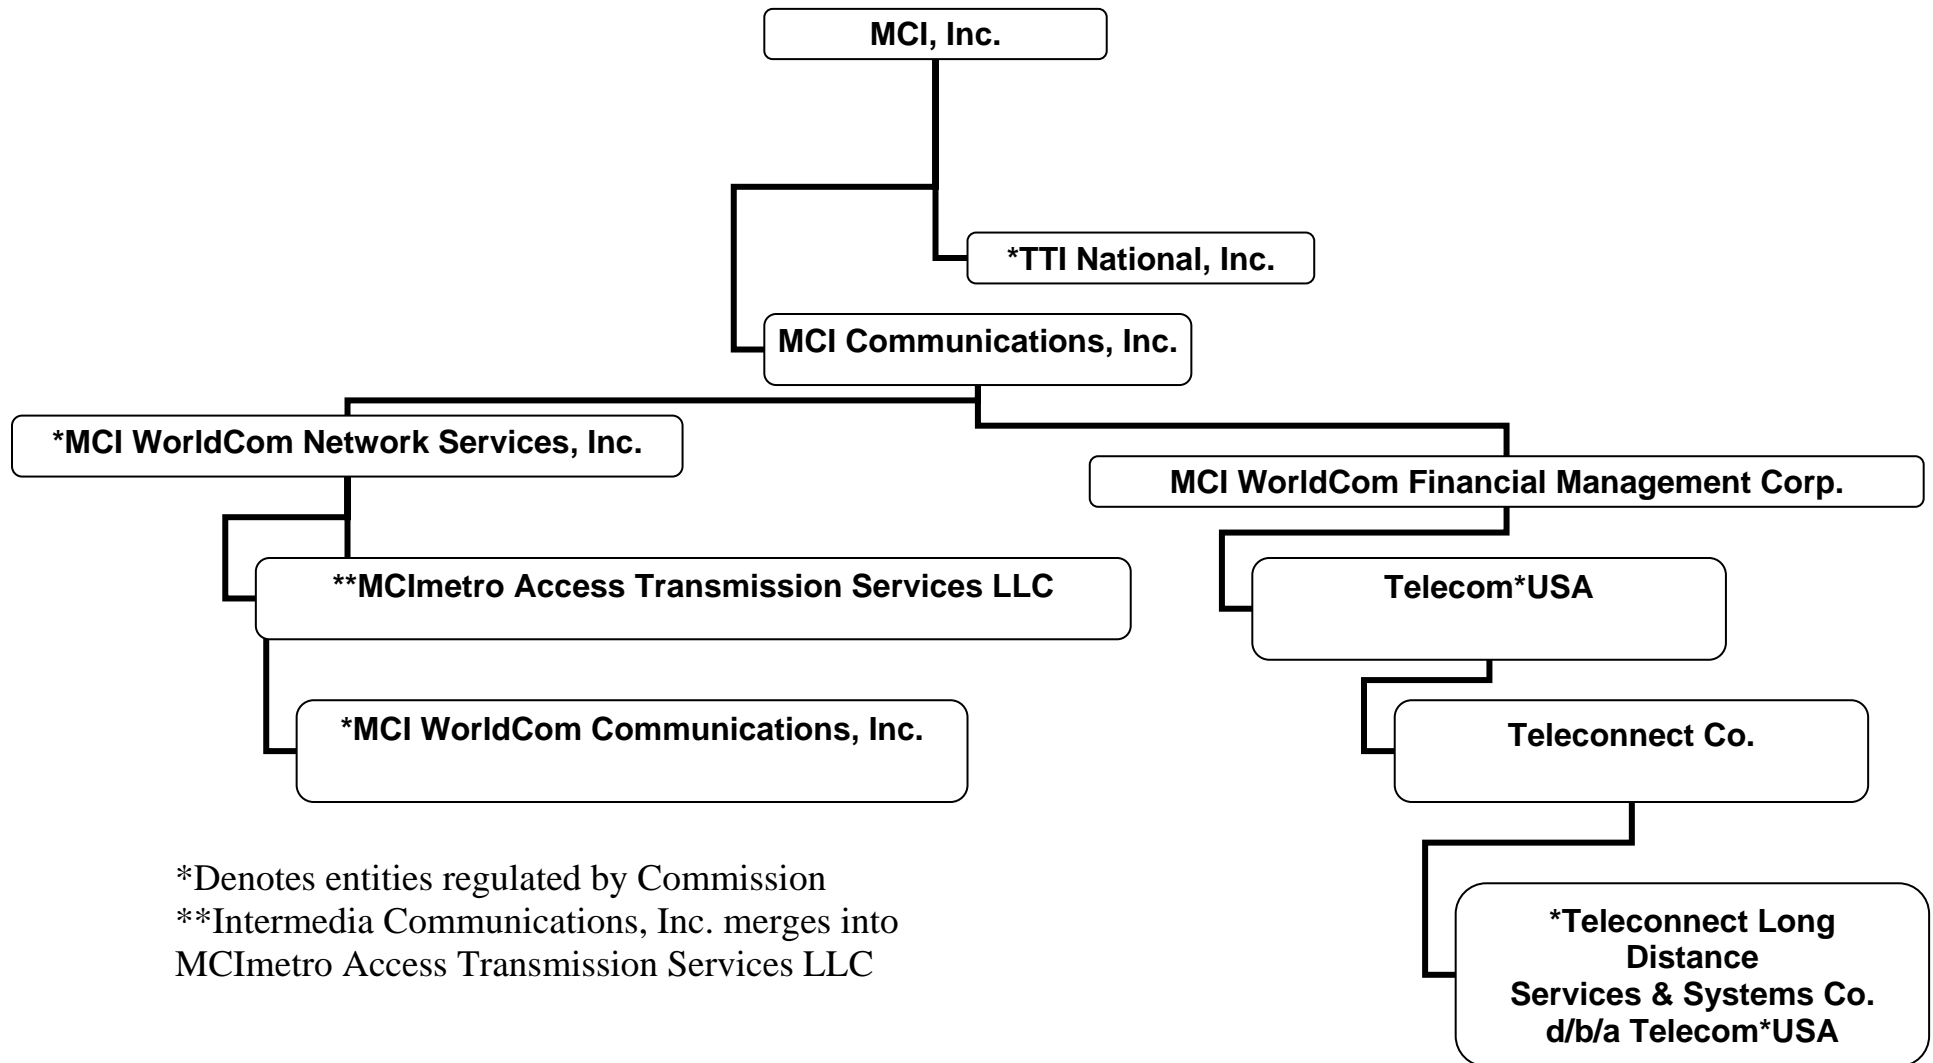 MCI, Inc.
*TTI National, Inc.
MCI Communications, Inc.
*MCI WorldCom Network Services, Inc.
MCI WorldCom Financial Management Corp.
**MCImetro Access Transmission Services LLC
Telecom*USA
*MCI WorldCom Communications, Inc.
Teleconnect Co.
*Denotes entities regulated by Commission
**Intermedia Communications, Inc. merges into
MCImetro Access Transmission Services LLC
*Teleconnect Long
Distance
Services & Systems Co.
d/b/a Telecom*USA